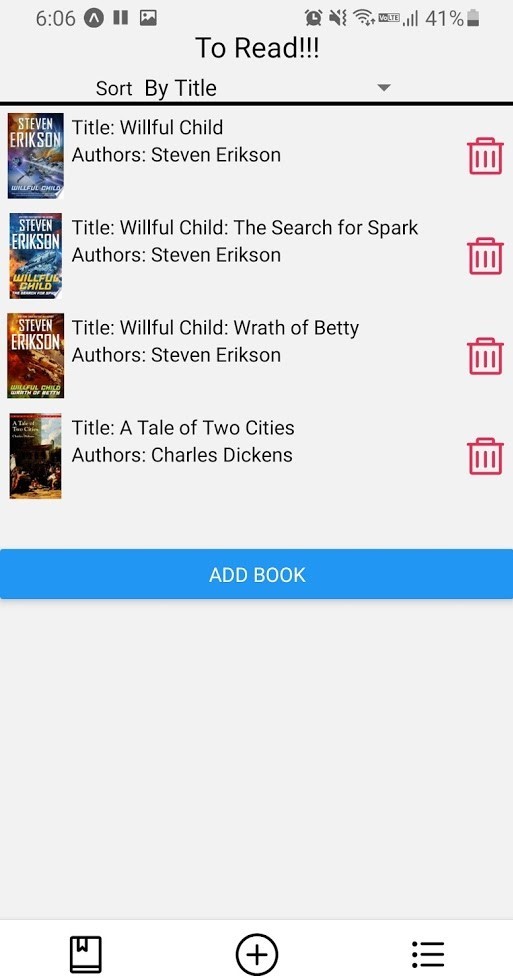 6:06 VoLTE 41%
To Read!!!
Sort By Title
STEVEN
ERIKSON
WILLFUL CHILD
Title: Willful Child
Authors: Steven Erikson
STEVEN
ERIKSON
WILLFUL
CHILD
THE SEARCH FOR SPARK
Title: Willful Child: The Search for Spark
Authors: Steven Erikson
STEVEN
ERIKSON
WILLFUL CHILD
WRATH OF BETTY
Title: Willful Child: Wrath of Betty
Authors: Steven Erikson
A Tale of
Two Cities
Charles Dickens
Title: A Tale of Two Cities
Authors: Charles Dickens
ADD BOOK